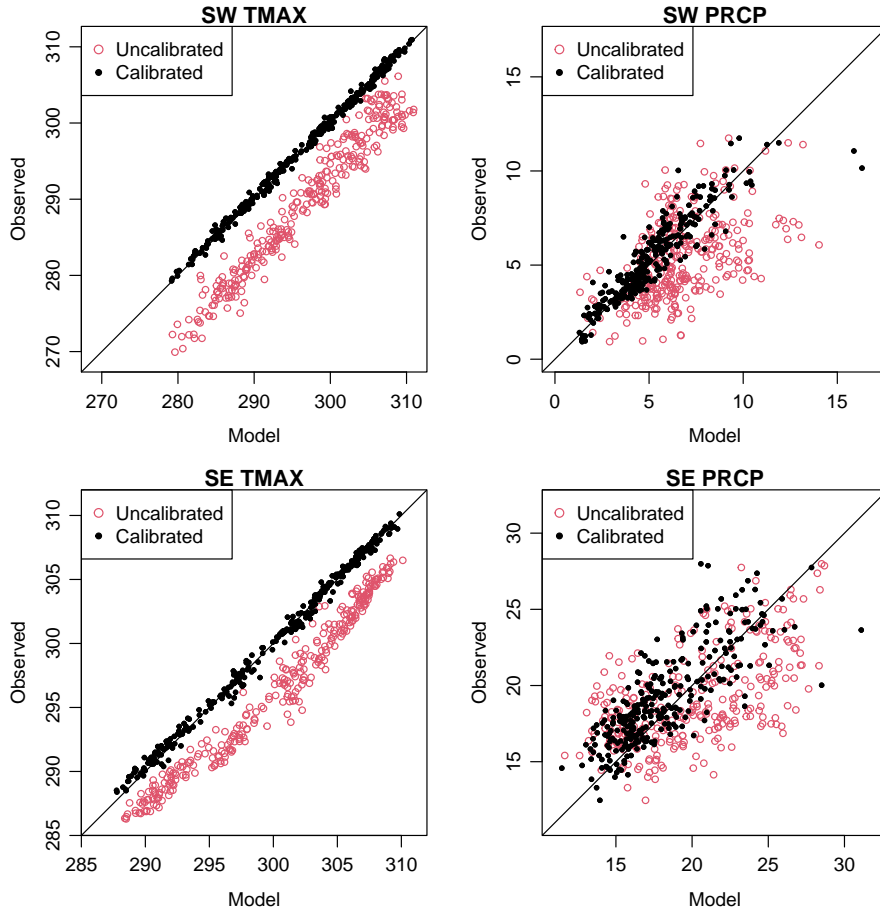 SW TMAX
Uncalibrated
Calibrated
Observed
270 280 290 300 310
270 280 290 300 310
Model
SW PRCP
Uncalibrated
Calibrated
Observed
0 5 10 15
0 5 10 15
Model
SE TMAX
Uncalibrated
Calibrated
Observed
285 290 295 300 305 310
285 290 295 300 305 310
Model
SE PRCP
Uncalibrated
Calibrated
Observed
15 20 25 30
15 20 25 30
Model